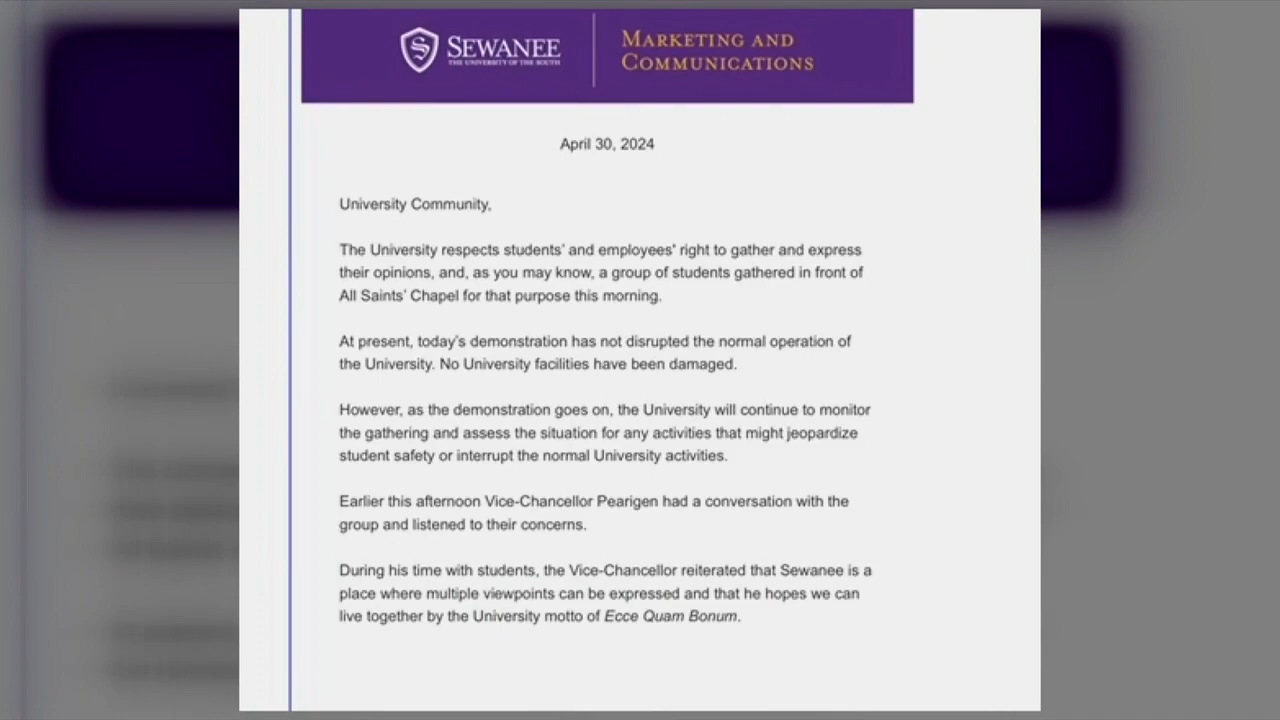 SEWANEE
THE UNIVERSITY OF THE SOUTH
MARKETING AND
COMMUNICATIONS
April 30, 2024
University Community,
The University respects students' and employees' right to gather and express
their opinions, and, as you may know, a group of students gathered in front of
All Saints' Chapel for that purpose this morning.
At present, today's demonstration has not disrupted the normal operation of
the University. No University facilities have been damaged.
However, as the demonstration goes on, the University will continue to monitor
the gathering and assess the situation for any activities that might jeopardize
student safety or interrupt the normal University activities.
Earlier this afternoon Vice-Chancellor Pearigen had a conversation with the
group and listened to their concerns.
During his time with students, the Vice-Chancellor reiterated that Sewanee is a
place where multiple viewpoints can be expressed and that he hopes we can
live together by the University motto of Ecce Quam Bonum.